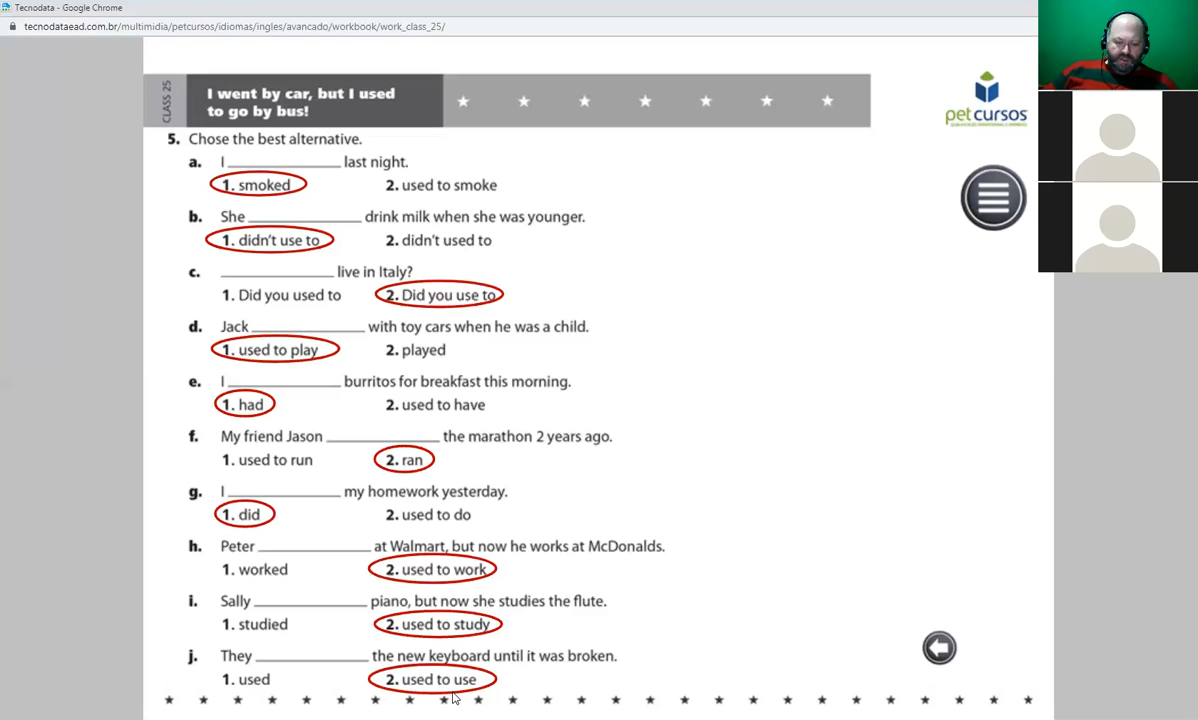 Tecnodata - Google Chrome
tecnodataead.com.br/multimidia/petcursos/idiomas/ingles/avancado/workbook/work_class_25/
CLASS 25
I went by car, but I used
to go by bus!
petcursos
5. Chose the best alternative.
a. I ______________ last night.
1. smoked 2. used to smoke
b. She ______________ drink milk when she was younger.
1. didn't use to 2. didn't used to
c. ______________ live in Italy?
1. Did you used to 2. Did you use to
d. Jack ______________ with toy cars when he was a child.
1. used to play 2. played
e. I ______________ burritos for breakfast this morning.
1. had 2. used to have
f. My friend Jason ______________ the marathon 2 years ago.
1. used to run 2. ran
g. I ______________ my homework yesterday.
1. did 2. used to do
h. Peter ______________ at Walmart, but now he works at McDonalds.
1. worked 2. used to work
i. Sally ______________ piano, but now she studies the flute.
1. studied 2. used to study
j. They ______________ the new keyboard until it was broken.
1. used 2. used to use